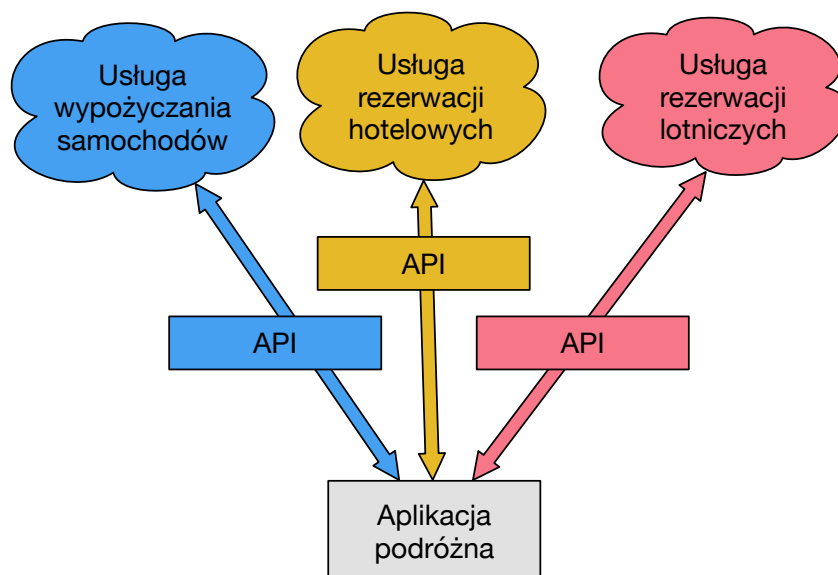 Usługa
wypożyczania
samochodów
Usługa
rezerwacji
hotelowych
Usługa
rezerwacji
lotniczych
API
API
API
Aplikacja
podróżna